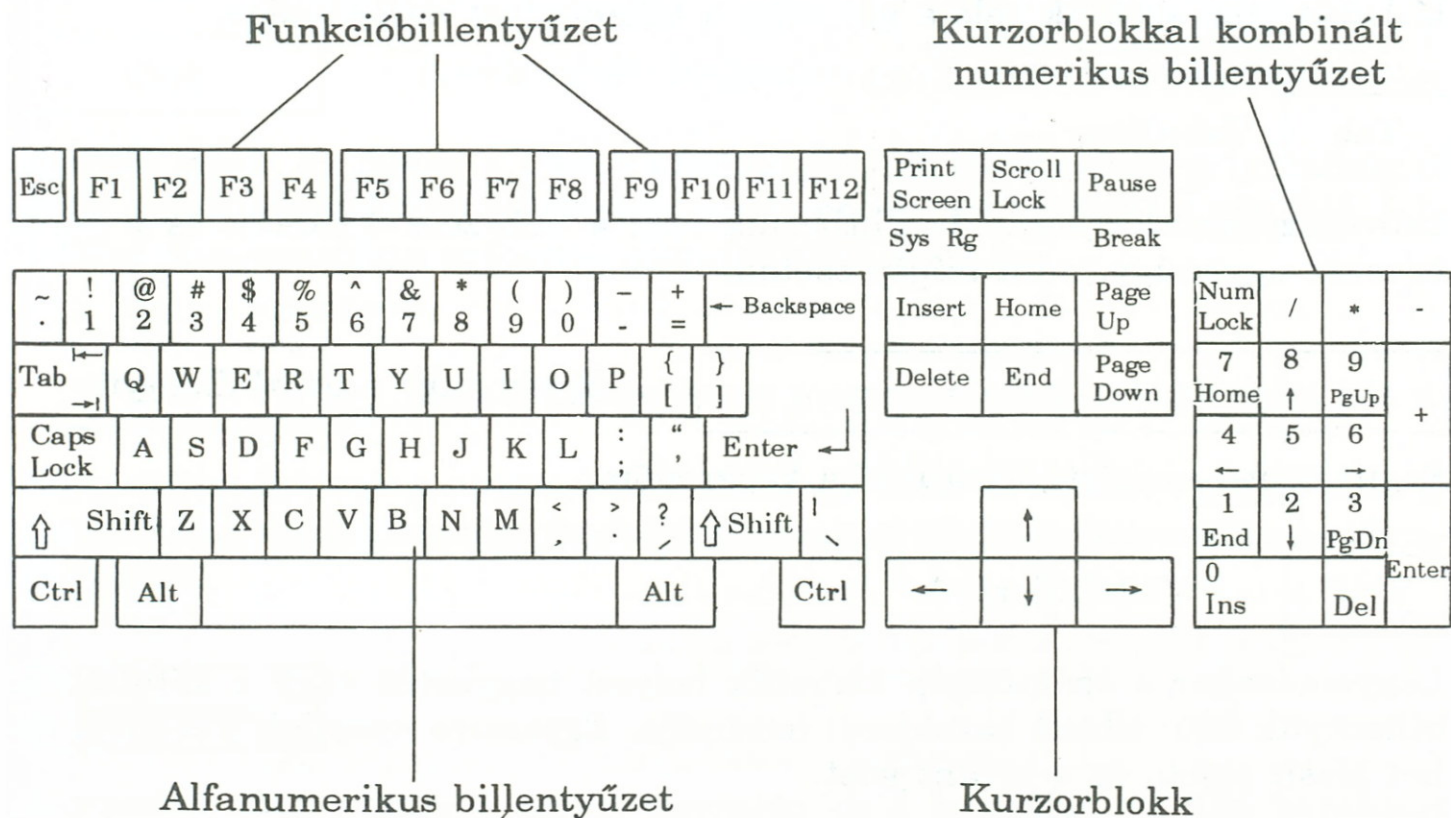 Funkcióbillentyűzet
Kurzorblokkal kombinált
numerikus billentyűzet
Esc F1 F2 F3 F4 F5 F6 F7 F8 F9 F10 F11 F12
Print Screen Scroll Lock Pause
Sys Rg Break
~ ! @ # $ % ^ & * ( ) — +
. 1 2 3 4 5 6 7 8 9 0 - = ← Backspace
Insert Home Page Up
Num Lock / * -
Tab Q W E R T Y U I O P { [ } ]
Delete End Page Down
7 Home 8 ↑ 9 PgUp +
Caps Lock A S D F G H J K L : ; “ , Enter
4 ← 5 6 →
⇧ Shift Z X C V B N M < , > . ? / ⇧ Shift | \
↑
1 End 2 ↓ 3 PgDn
Ctrl Alt Alt Ctrl
← ↓ →
0 Ins . Del Enter
Alfanumerikus billentyűzet
Kurzorblokk